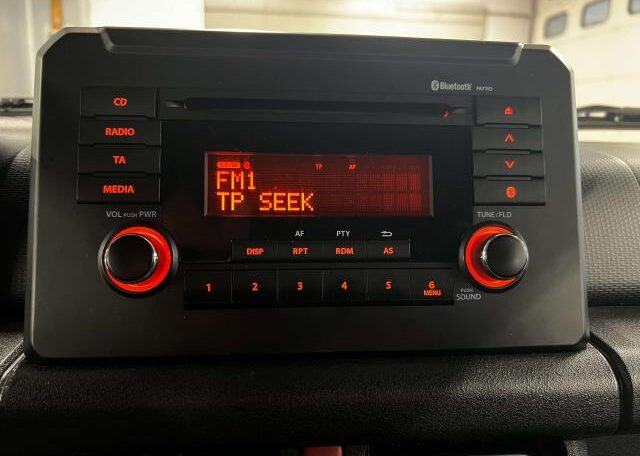 Bluetooth
CD
RADIO
TA
MEDIA
TP AF
FM1
TP SEEK
VOL PUSH PWR
TUNE/FLD
AF PTY
DISP RPT RDM AS
1 2 3 4 5 6
MENU
PUSH
SOUND